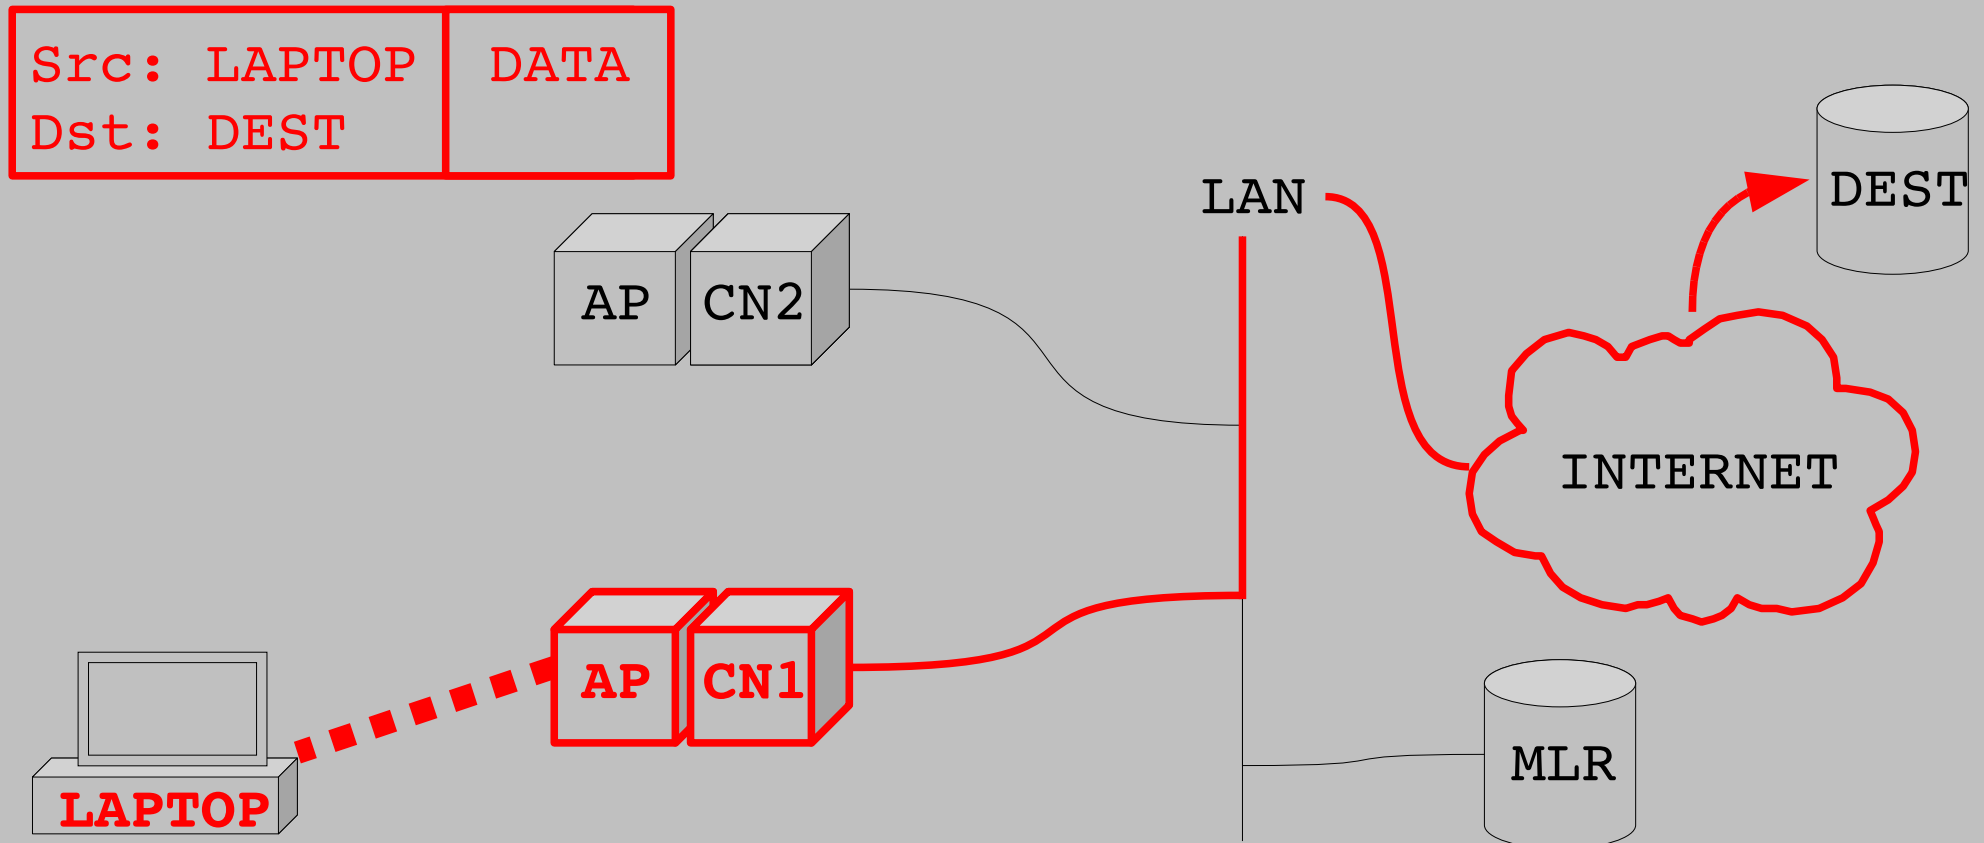 Src: LAPTOP DATA
Dst: DEST
LAN
DEST
AP CN2
INTERNET
AP CN1
MLR
LAPTOP